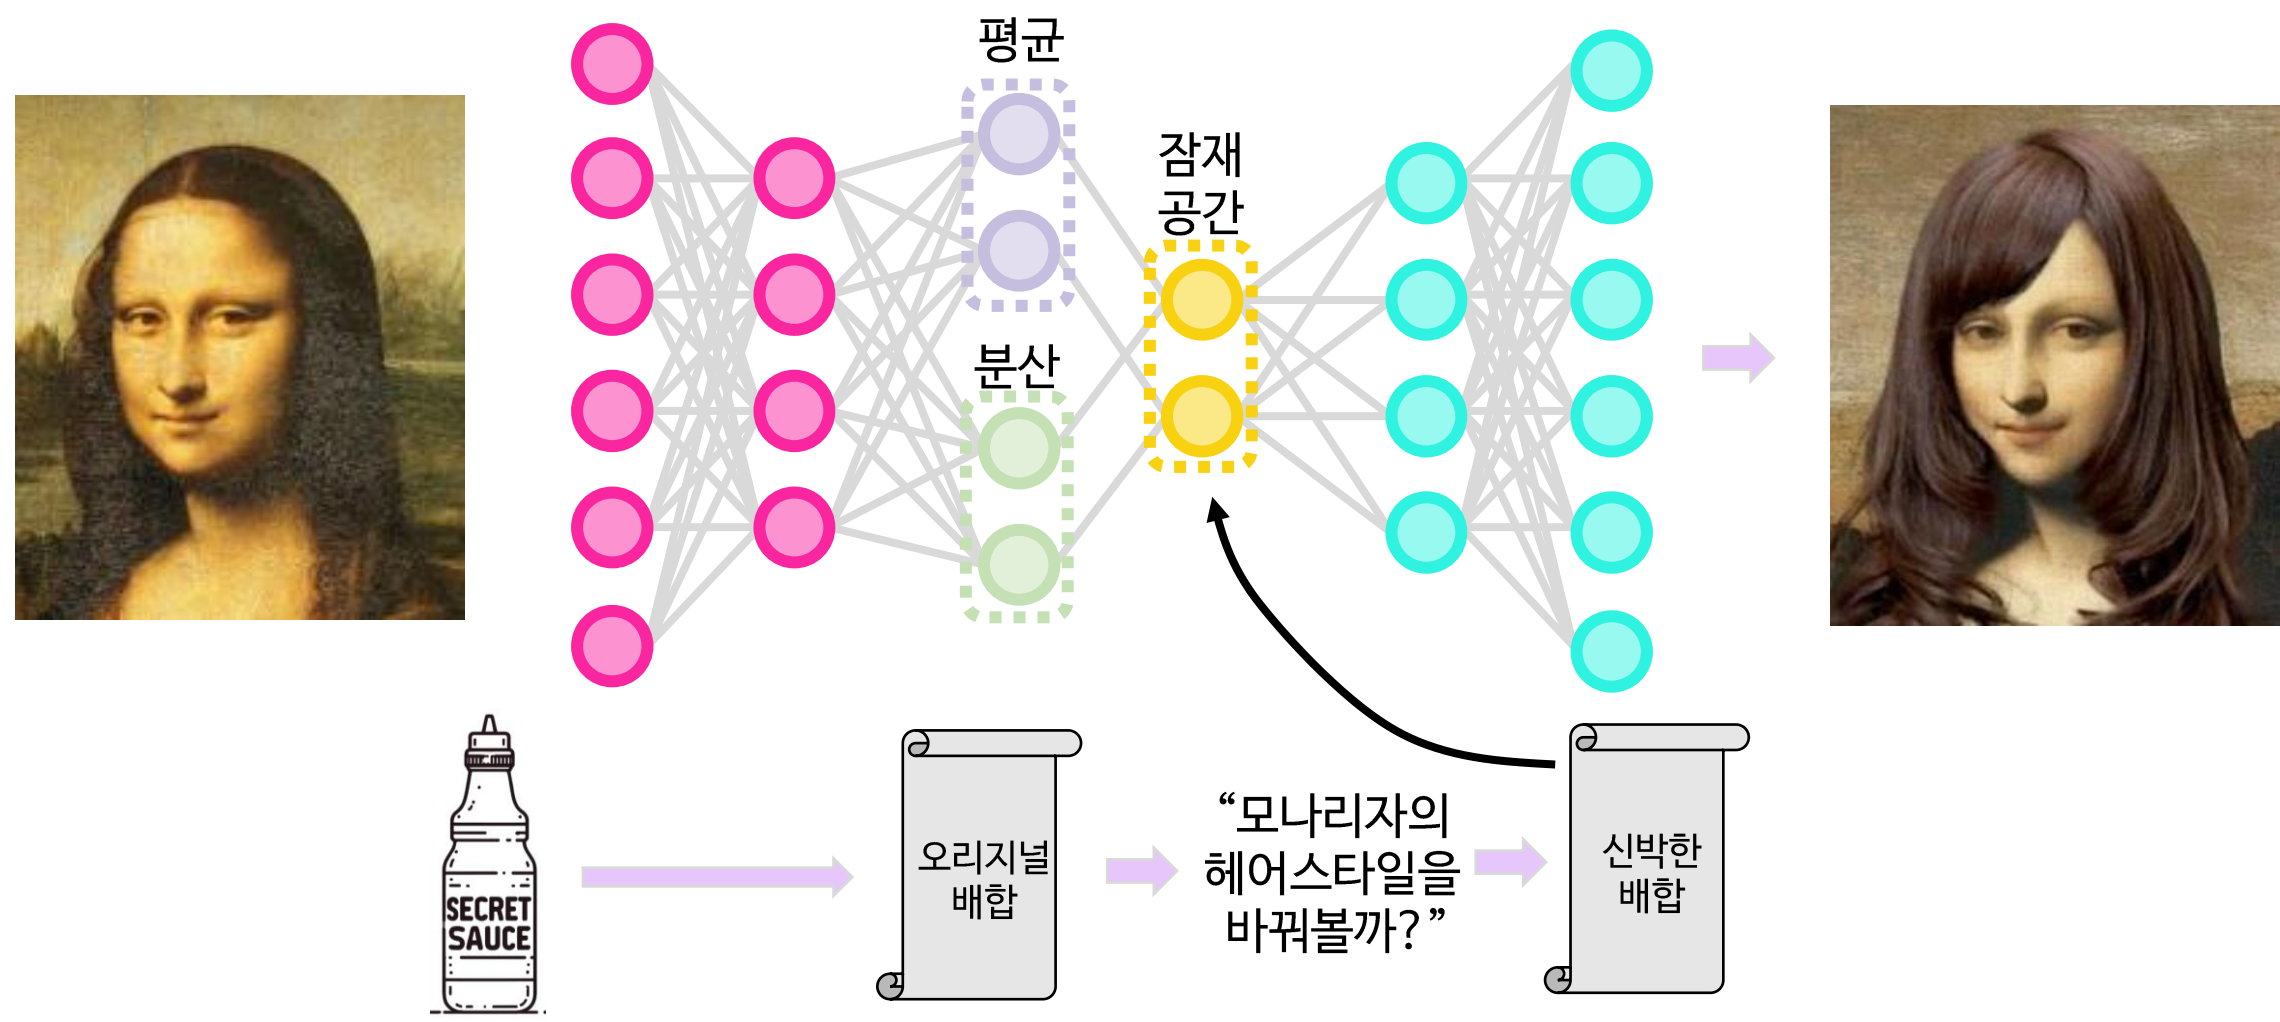 평균
잠재
공간
분산
SECRET
SAUCE
오리지널
배합
“모나리자의
헤어스타일을
바꿔볼까?”
신박한
배합